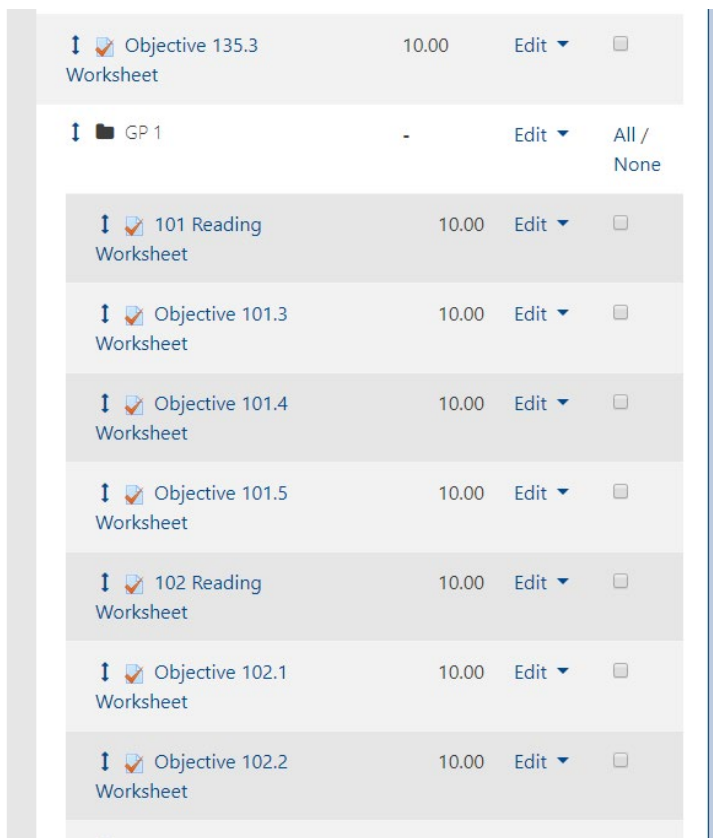 Objective 135.3 10.00 Edit
Worksheet
GP 1 - Edit All /
None
101 Reading 10.00 Edit
Worksheet
Objective 101.3 10.00 Edit
Worksheet
Objective 101.4 10.00 Edit
Worksheet
Objective 101.5 10.00 Edit
Worksheet
102 Reading 10.00 Edit
Worksheet
Objective 102.1 10.00 Edit
Worksheet
Objective 102.2 10.00 Edit
Worksheet